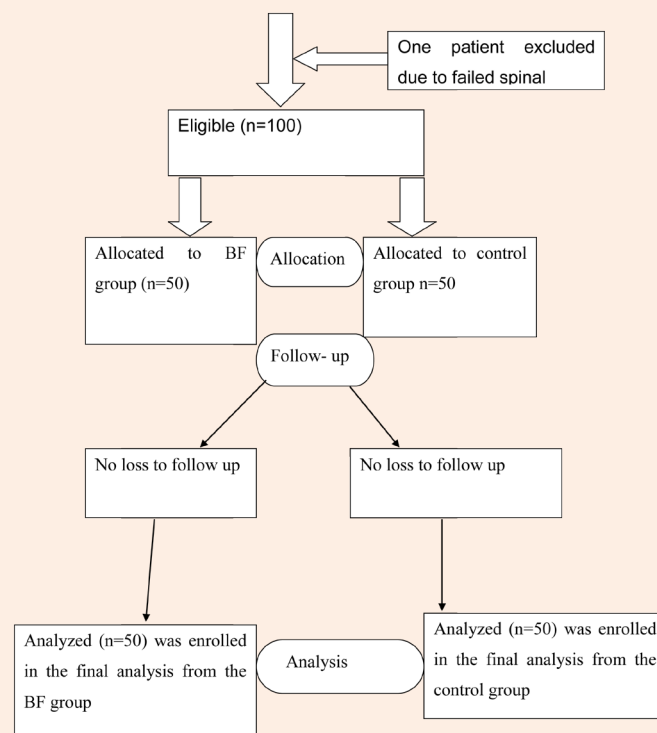 One patient excluded
due to failed spinal
Eligible (n=100)
Allocated to BF
group (n=50)
Allocation
Allocated to control
group n=50
Follow- up
No loss to follow up
No loss to follow up
Analyzed (n=50) was enrolled
in the final analysis from the
BF group
Analysis
Analyzed (n=50) was enrolled
in the final analysis from the
control group